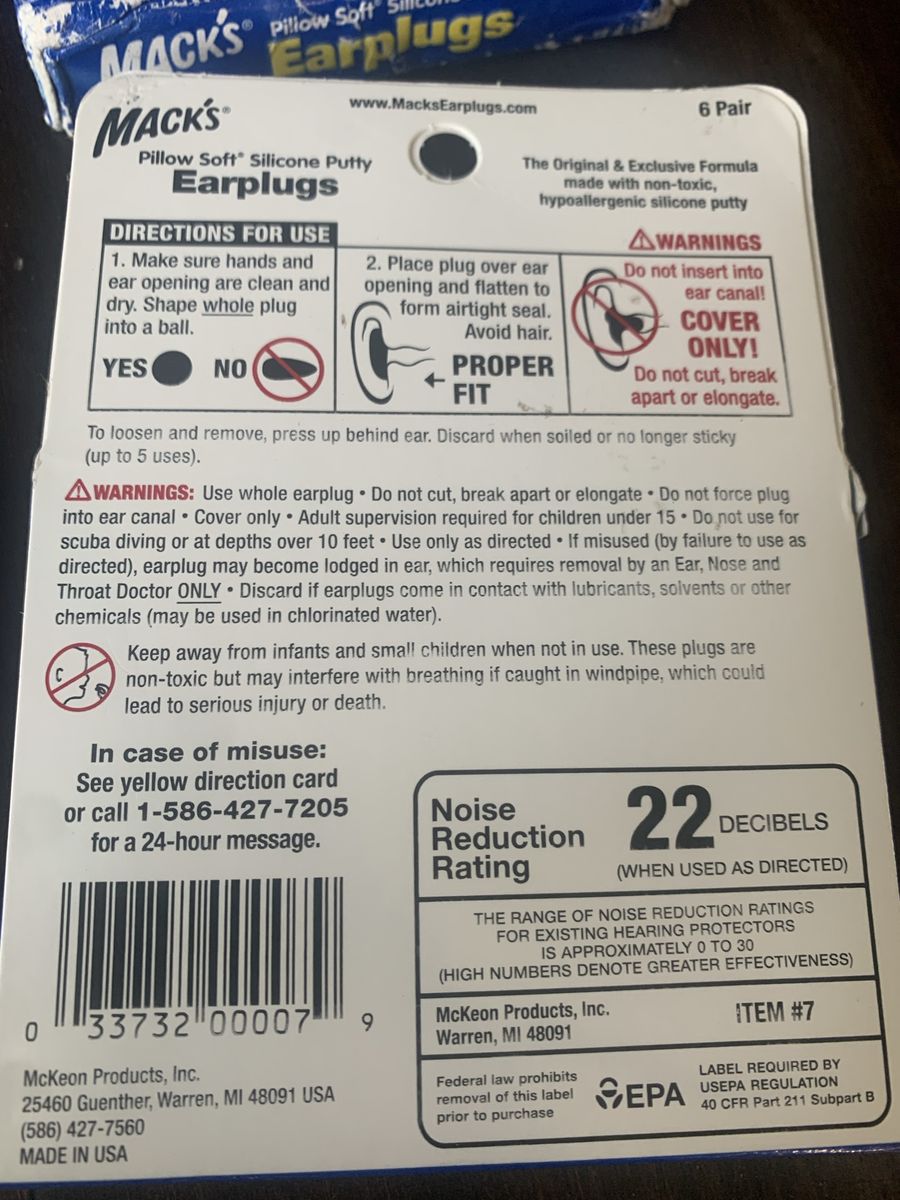 MACK'S® Pillow Soft®
Earplugs
MACK'S®
www.MacksEarplugs.com
6 Pair
Pillow Soft® Silicone Putty
Earplugs
The Original & Exclusive Formula
made with non-toxic,
hypoallergenic silicone putty
DIRECTIONS FOR USE
1. Make sure hands and
ear opening are clean and
dry. Shape whole plug
into a ball.
YES
NO
2. Place plug over ear
opening and flatten to
form airtight seal.
Avoid hair.
PROPER
FIT
WARNINGS
Do not insert into
ear canal!
COVER
ONLY!
Do not cut, break
apart or elongate.
To loosen and remove, press up behind ear. Discard when soiled or no longer sticky
(up to 5 uses).
WARNINGS: Use whole earplug • Do not cut, break apart or elongate • Do not force plug
into ear canal • Cover only • Adult supervision required for children under 15 • Do not use for
scuba diving or at depths over 10 feet • Use only as directed • If misused (by failure to use as
directed), earplug may become lodged in ear, which requires removal by an Ear, Nose and
Throat Doctor ONLY • Discard if earplugs come in contact with lubricants, solvents or other
chemicals (may be used in chlorinated water).
Keep away from infants and small children when not in use. These plugs are
non-toxic but may interfere with breathing if caught in windpipe, which could
lead to serious injury or death.
In case of misuse:
See yellow direction card
or call 1-586-427-7205
for a 24-hour message.
0 33732 00007 9
McKeon Products, Inc.
25460 Guenther, Warren, MI 48091 USA
(586) 427-7560
MADE IN USA
Noise
Reduction
Rating
22 DECIBELS
(WHEN USED AS DIRECTED)
THE RANGE OF NOISE REDUCTION RATINGS
FOR EXISTING HEARING PROTECTORS
IS APPROXIMATELY 0 TO 30
(HIGH NUMBERS DENOTE GREATER EFFECTIVENESS)
McKeon Products, Inc.
Warren, MI 48091
ITEM #7
Federal law prohibits
removal of this label
prior to purchase
EPA
LABEL REQUIRED BY
USEPA REGULATION
40 CFR Part 211 Subpart B